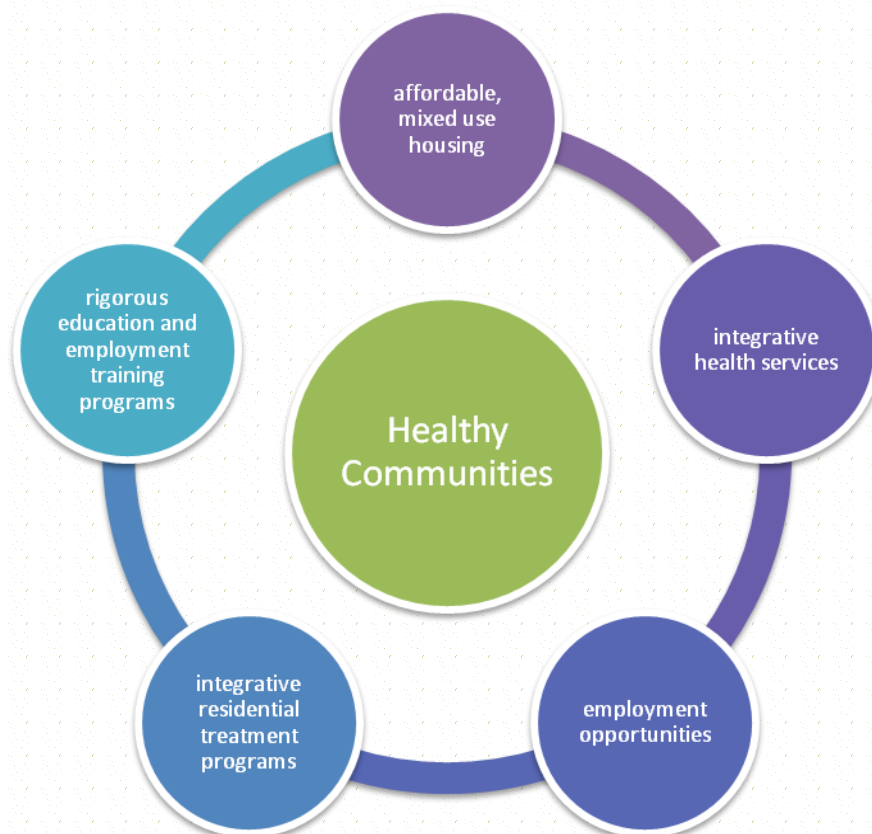 affordable,
mixed use
housing
integrative
health services
employment
opportunities
integrative
residential
treatment
programs
rigorous
education and
employment
training
programs
Healthy
Communities